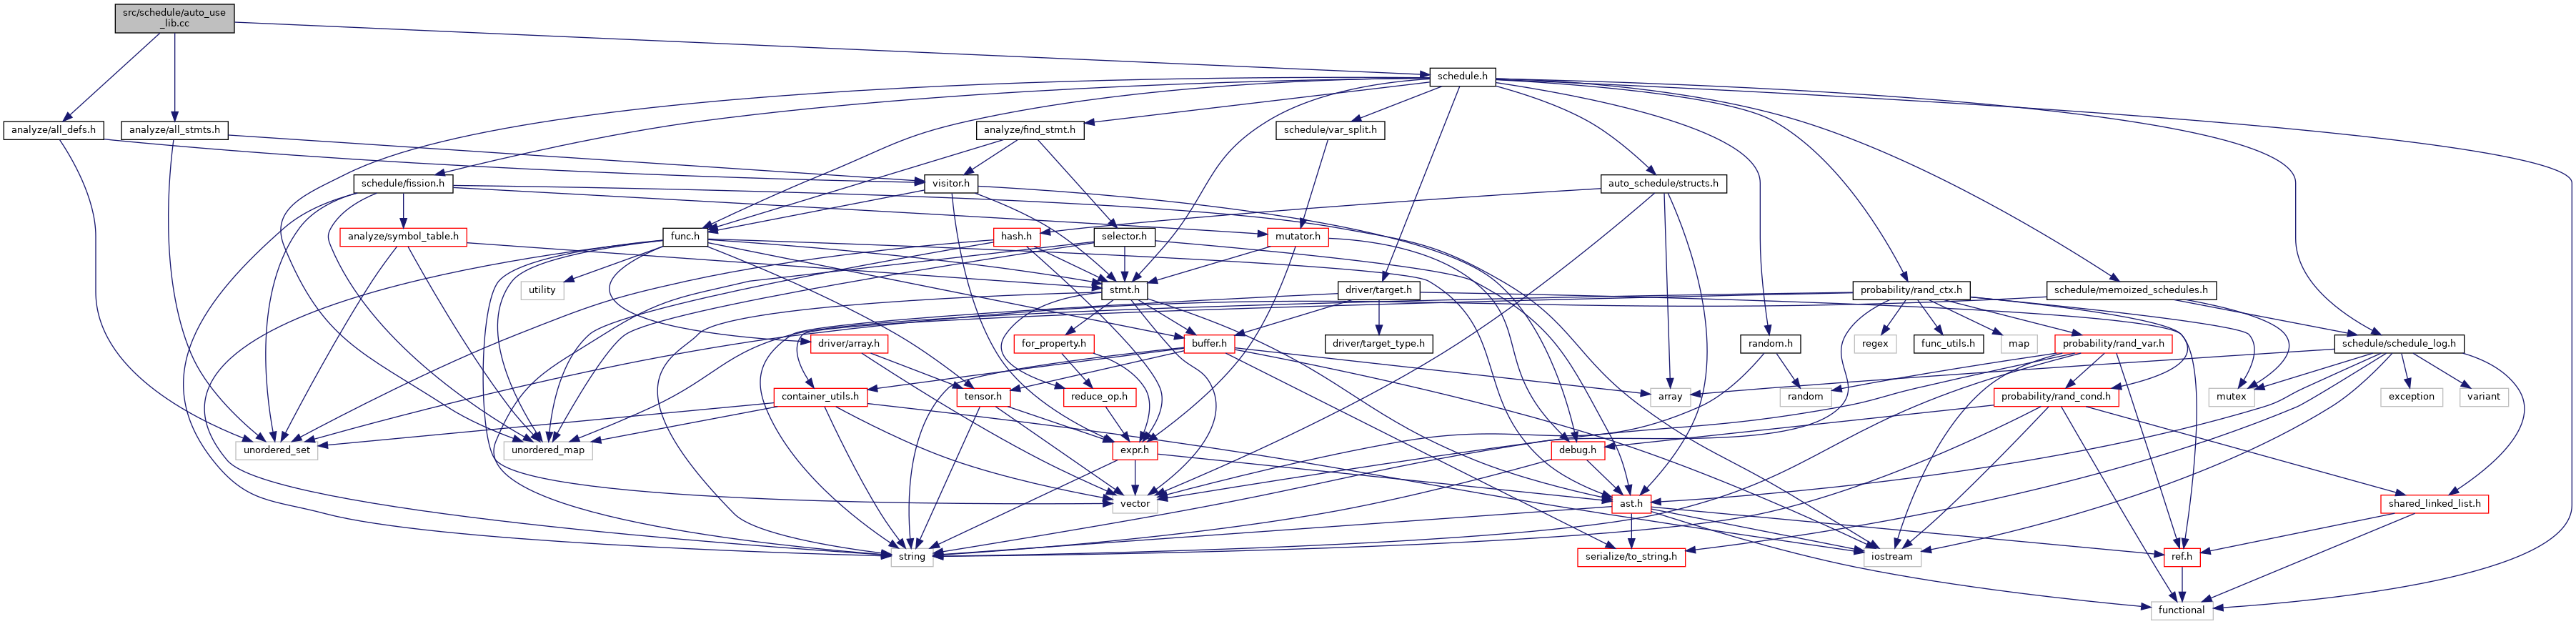 src/schedule/auto_use
_lib.cc
schedule.h
analyze/all_defs.h
analyze/all_stmts.h
analyze/find_stmt.h
schedule/var_split.h
schedule/fission.h
visitor.h
auto_schedule/structs.h
analyze/symbol_table.h
func.h
hash.h
selector.h
mutator.h
utility
stmt.h
driver/target.h
probability/rand_ctx.h
schedule/memoized_schedules.h
driver/array.h
for_property.h
buffer.h
driver/target_type.h
random.h
regex
func_utils.h
map
probability/rand_var.h
schedule/schedule_log.h
container_utils.h
tensor.h
reduce_op.h
array
random
probability/rand_cond.h
mutex
exception
variant
unordered_set
unordered_map
expr.h
debug.h
vector
ast.h
shared_linked_list.h
string
serialize/to_string.h
iostream
ref.h
functional